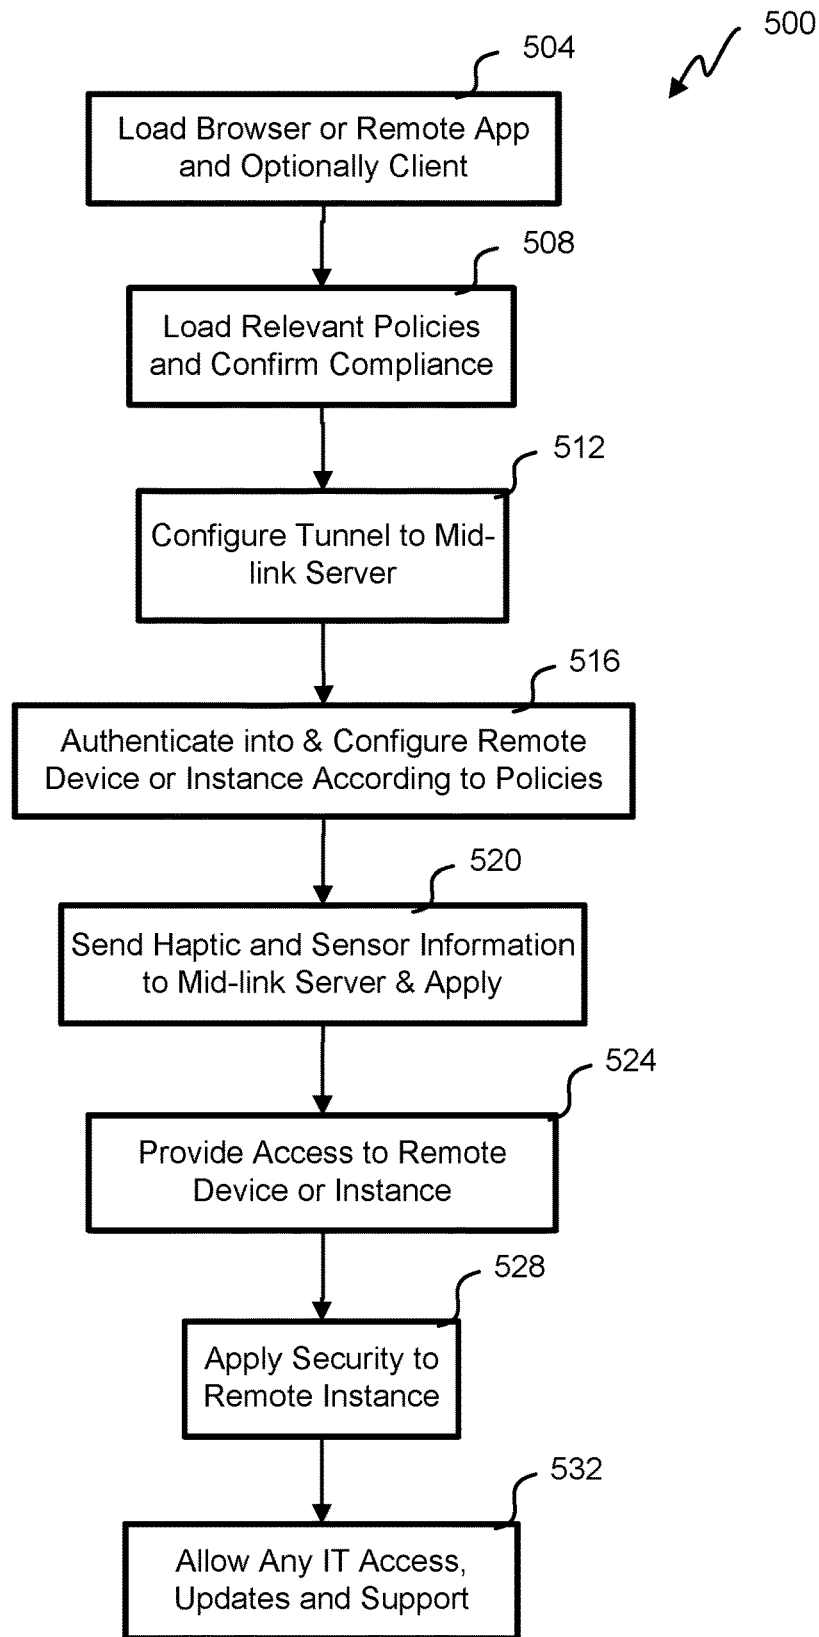 500
504
Load Browser or Remote App
and Optionally Client
508
Load Relevant Policies
and Confirm Compliance
512
Configure Tunnel to Mid-
link Server
516
Authenticate into & Configure Remote
Device or Instance According to Policies
520
Send Haptic and Sensor Information
to Mid-link Server & Apply
524
Provide Access to Remote
Device or Instance
528
Apply Security to
Remote Instance
532
Allow Any IT Access,
Updates and Support